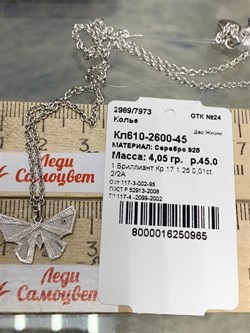 2989/7973
ОТК №24
Колье
Кл610-2600-45
Дао Жизни
МАТЕРИАЛ: Серебро 925
Масса: 4,05 гр. р.45.0
1 Бриллиант Кр 17 1.25 0,01ct
2/2А
Ост 117-3-002-95
ГОСТ Р 52913-2008
ТУ 117-4 -2099-2002
8000016250965
Леди
Самоцвет
Леди
Самоцвет